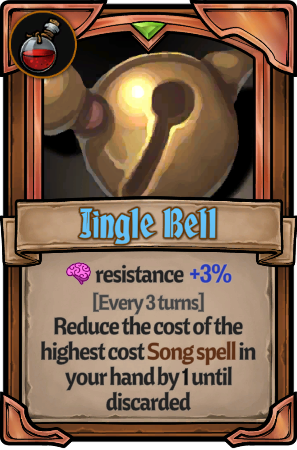 Jingle Bell
resistance +3%
[Every 3 turns]
Reduce the cost of the
highest cost Song spell in
your hand by 1 until
discarded